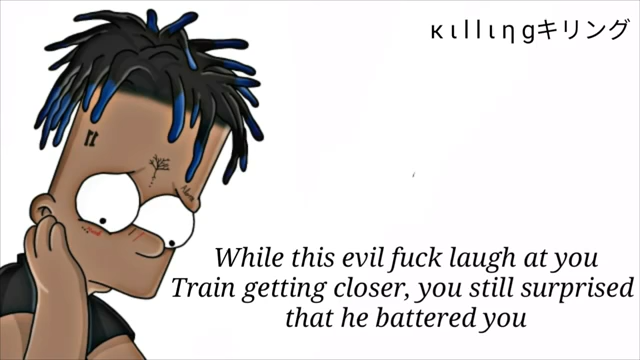 κιllιηgキリング
While this evil fuck laugh at you
Train getting closer, you still surprised
that he battered you